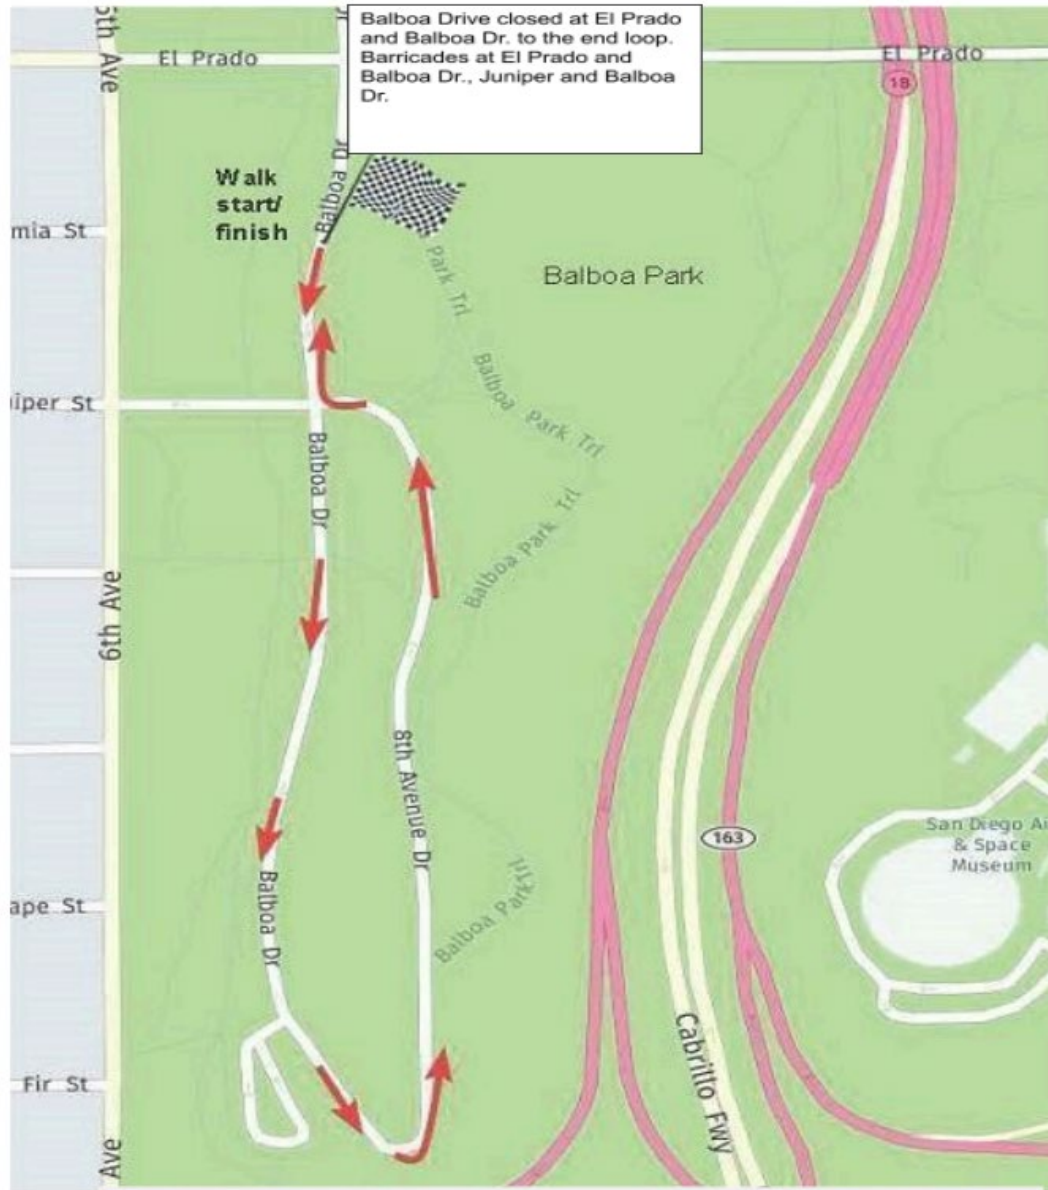 Balboa Drive closed at El Prado
and Balboa Dr. to the end loop.
Barricades at El Prado and
Balboa Dr., Juniper and Balboa
Dr.
Ave
El Prado
El Prado
18
Balboa Dr
Walk
start/
finish
mia St
Park Trl
Balboa Park
Balboa Park Trl
iper St
Balboa Dr
Balboa Park Trl
6th Ave
8th Avenue Dr
163
San Diego Ai
& Space
Museum
Balboa Dr
ape St
Balboa Park Trl
Cabrillo Fwy
Fir St
Ave